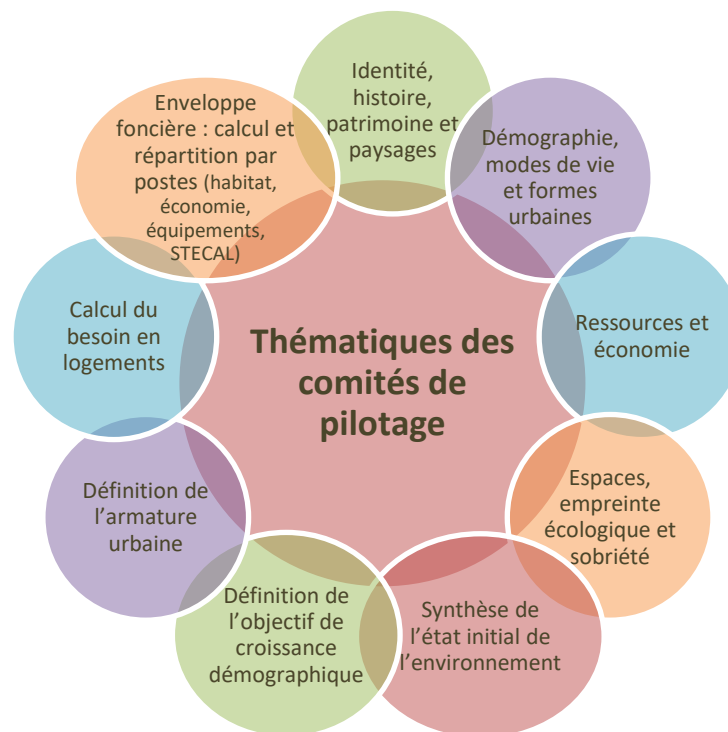 Identité,
histoire,
patrimoine et
paysages
Démographie,
modes de vie
et formes
urbaines
Ressources et
économie
Espaces,
empreinte
écologique et
sobriété
Synthèse de
l’état initial de
l’environnement
Définition de
l’objectif de
croissance
démographique
Définition de
l’armature
urbaine
Calcul du
besoin en
logements
Enveloppe
foncière : calcul et
répartition par
postes (habitat,
économie,
équipements,
STECAL)
Thématiques des
comités de
pilotage